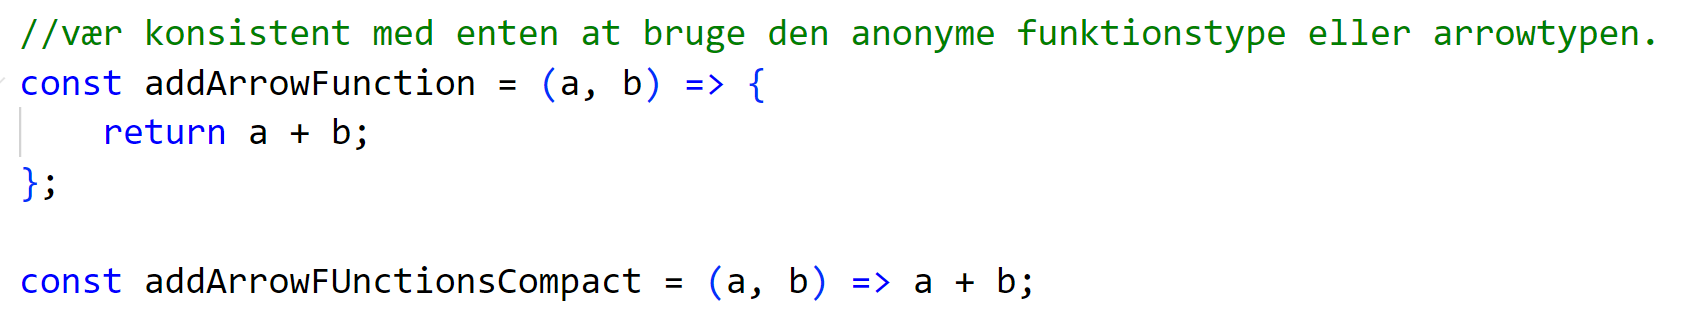 //vær konsistent med enten at bruge den anonyme funktionstype eller arrowtypen.
const addArrowFunction = (a, b) => {
    return a + b;
};

const addArrowFUnctionsCompact = (a, b) => a + b;